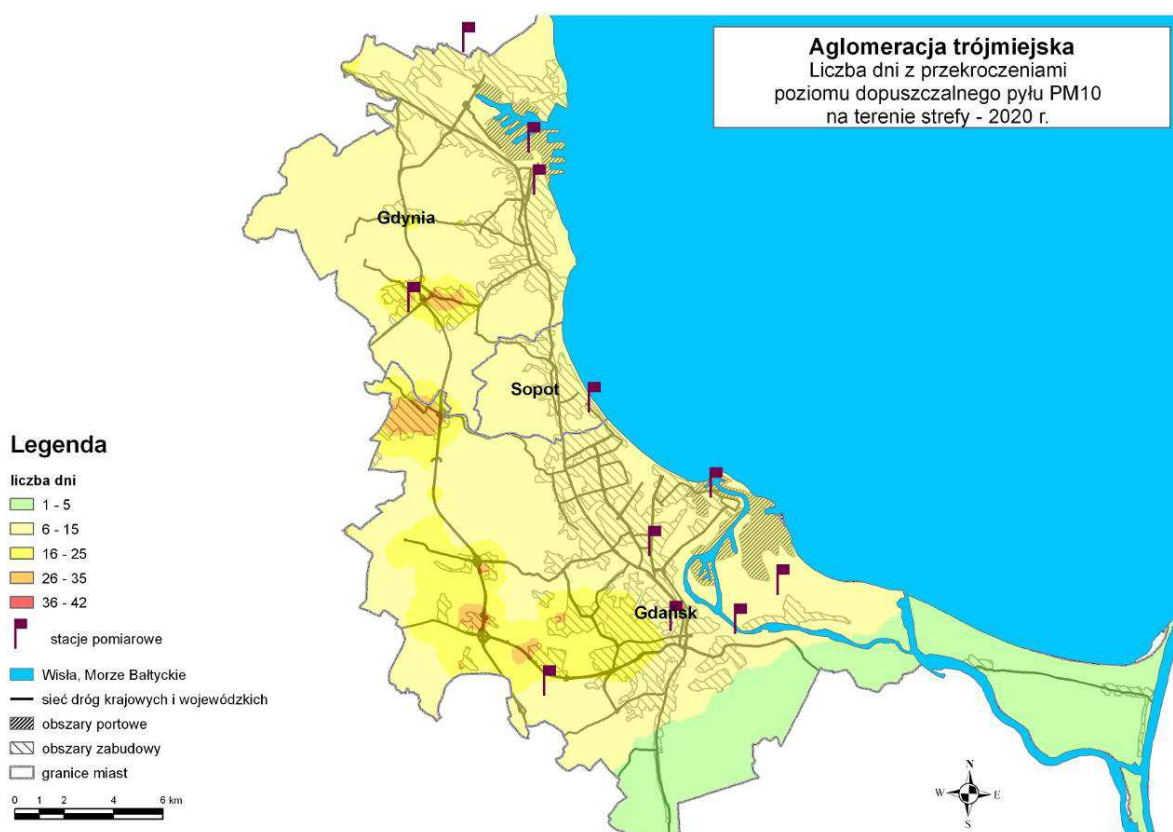 Aglomeracja trójmiejska
Liczba dni z przekroczeniami
poziomu dopuszczalnego pyłu PM10
na terenie strefy - 2020 r.
Gdynia
Sopot
Gdańsk
Legenda
liczba dni
1 - 5
6 - 15
16 - 25
26 - 35
36 - 42
stacje pomiarowe
Wisła, Morze Bałtyckie
sieć dróg krajowych i wojewódzkich
obszary portowe
obszary zabudowy
granice miast
0 1 2 4 6 km
N
W E
S